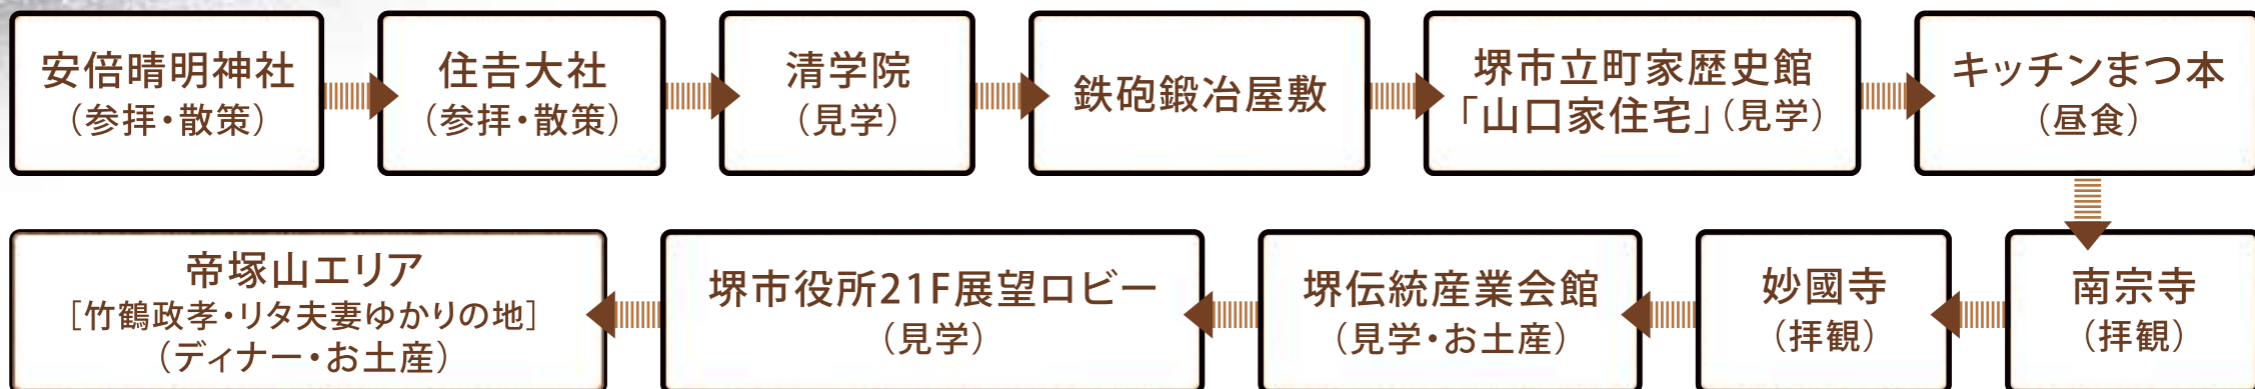 安倍晴明神社
（参拝・散策）
住吉大社
（参拝・散策）
清学院
（見学）
鉄砲鍛冶屋敷
堺市立町家歴史館
「山口家住宅」（見学）
キッチンまつ本
（昼食）
南宗寺
（拝観）
妙國寺
（拝観）
堺伝統産業会館
（見学・お土産）
堺市役所21F展望ロビー
（見学）
帝塚山エリア
［竹鶴政孝・リタ夫妻ゆかりの地］
（ディナー・お土産）